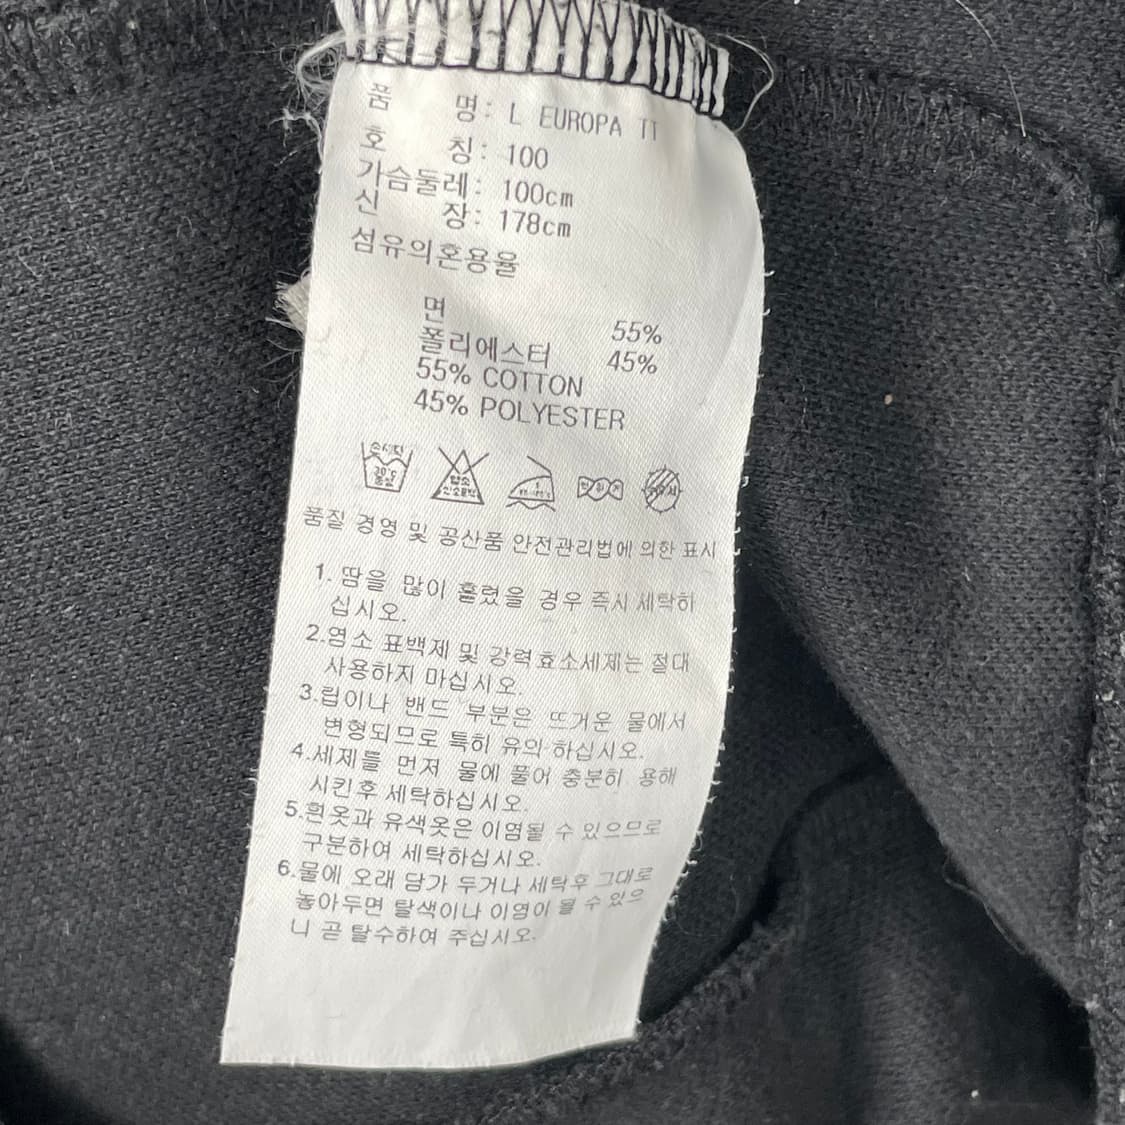 품 명: L EUROPA TT
호 칭: 100
가슴둘레: 100cm
신 장: 178cm
섬유의혼용율
면 55%
폴리에스터 45%
55% COTTON
45% POLYESTER
30℃
염소
품질 경영 및 공산품 안전관리법에 의한 표시
1. 땀을 많이 흘렸을 경우 즉시 세탁하
십시오.
2.염소 표백제 및 강력효소세제는 절대
사용하지 마십시오.
3.립이나 밴드 부분은 뜨거운 물에서
변형되므로 특히 유의 하십시오.
4.세제를 먼저 물에 풀어 충분히 용해
시킨후 세탁하십시오.
5.흰옷과 유색옷은 이염될 수 있으므로
구분하여 세탁하십시오.
6.물에 오래 담가 두거나 세탁후 그대로
놓아두면 탈색이나 이염이 될 수 있으
니 곧 탈수하여 주십시오.